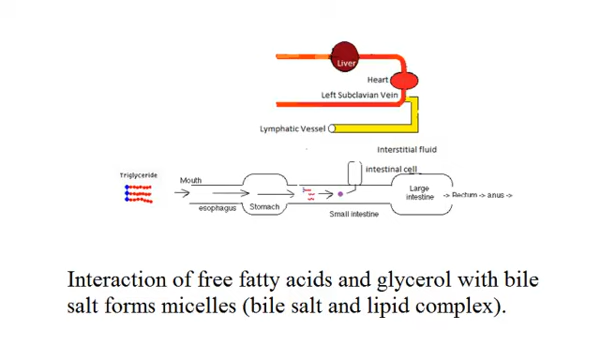 Liver
Heart
Left Subclavian Vein
Lymphatic Vessel
Interstitial fluid
intestinal cell
Triglyceride
Mouth
esophagus
Stomach
Small intestine
Large
intestine
-> Rectum -> anus ->
Interaction of free fatty acids and glycerol with bile
salt forms micelles (bile salt and lipid complex).